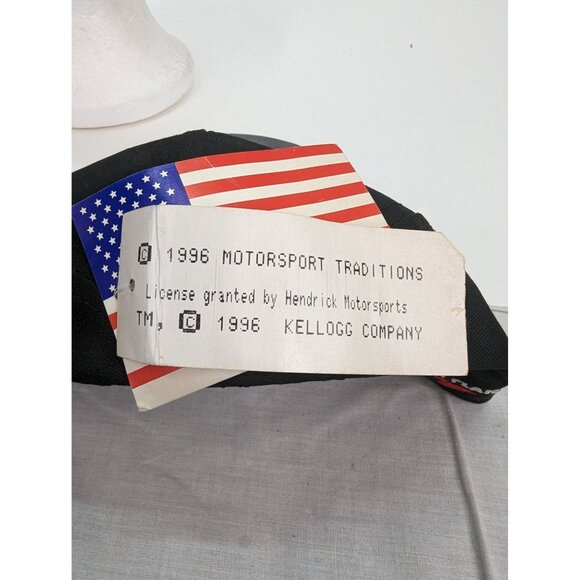 © 1996 MOTORSPORT TRADITIONS
License granted by Hendrick Motorsports
TM, © 1996 KELLOGG COMPANY